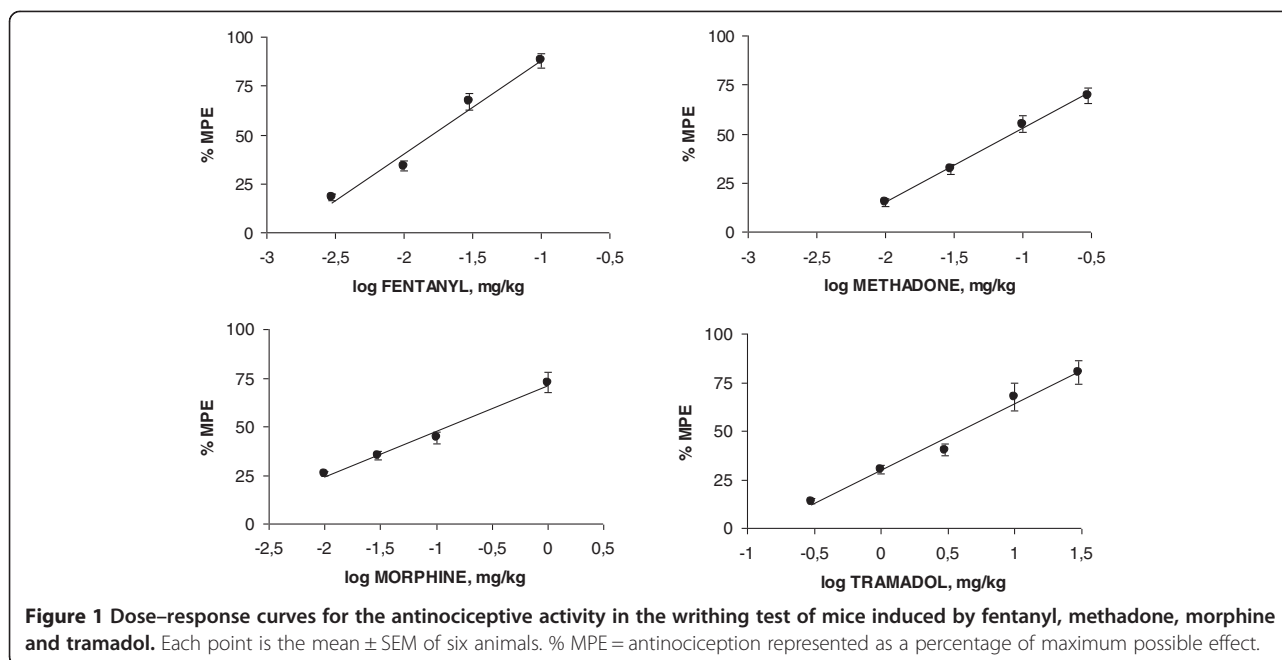 100
75
50
25
0
% MPE
-3 -2,5 -2 -1,5 -1 -0,5
log FENTANYL, mg/kg
100
75
50
25
0
% MPE
-3 -2,5 -2 -1,5 -1 -0,5
log METHADONE, mg/kg
100
75
50
25
0
% MPE
-2,5 -2 -1,5 -1 -0,5 0 0,5
log MORPHINE, mg/kg
100
75
50
25
0
% MPE
-1 -0,5 0 0,5 1 1,5
log TRAMADOL, mg/kg
Figure 1 Dose–response curves for the antinociceptive activity in the writhing test of mice induced by fentanyl, methadone, morphine
and tramadol. Each point is the mean ± SEM of six animals. % MPE = antinociception represented as a percentage of maximum possible effect.